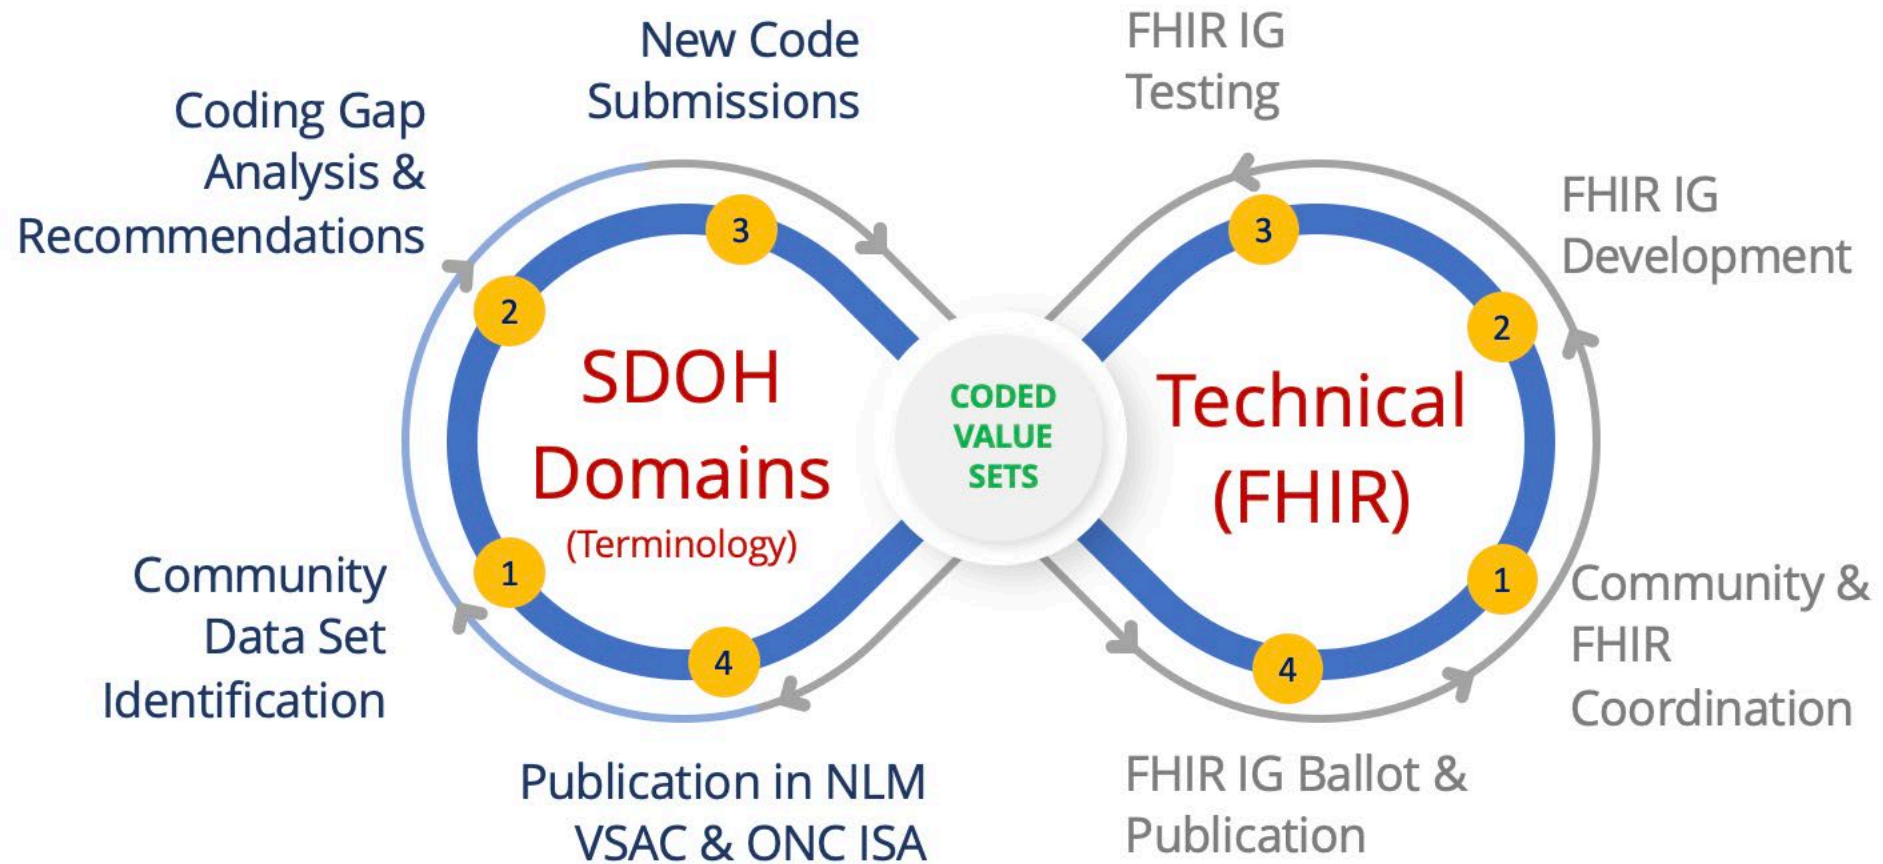 New Code
Submissions
Coding Gap
Analysis &
Recommendations
3
2
SDOH
Domains
(Terminology)
1
Community
Data Set
Identification
4
Publication in NLM
VSAC & ONC ISA
CODED
VALUE
SETS
FHIR IG
Testing
3
FHIR IG
Development
2
Technical
(FHIR)
1
Community &
FHIR
Coordination
4
FHIR IG Ballot &
Publication